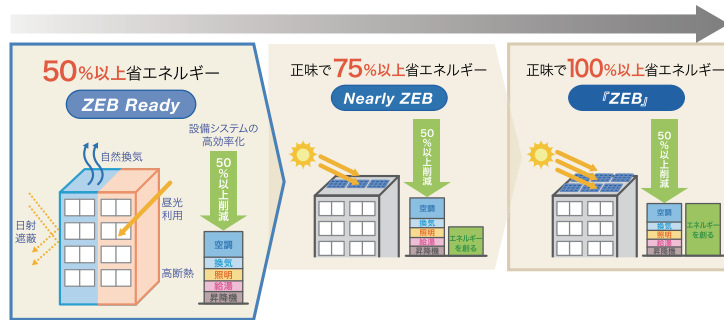 50%以上省エネルギー
ZEB Ready
設備システムの
高効率化
自然換気
50%以上削減
昼光
利用
日射
遮蔽
高断熱
空調
換気
照明
給湯
昇降機
正味で75%以上省エネルギー
Nearly ZEB
50%以上削減
空調
換気
照明
給湯
昇降機
エネルギー
を創る
正味で100%以上省エネルギー
『ZEB』
50%以上削減
空調
換気
照明
給湯
昇降機
エネルギー
を創る